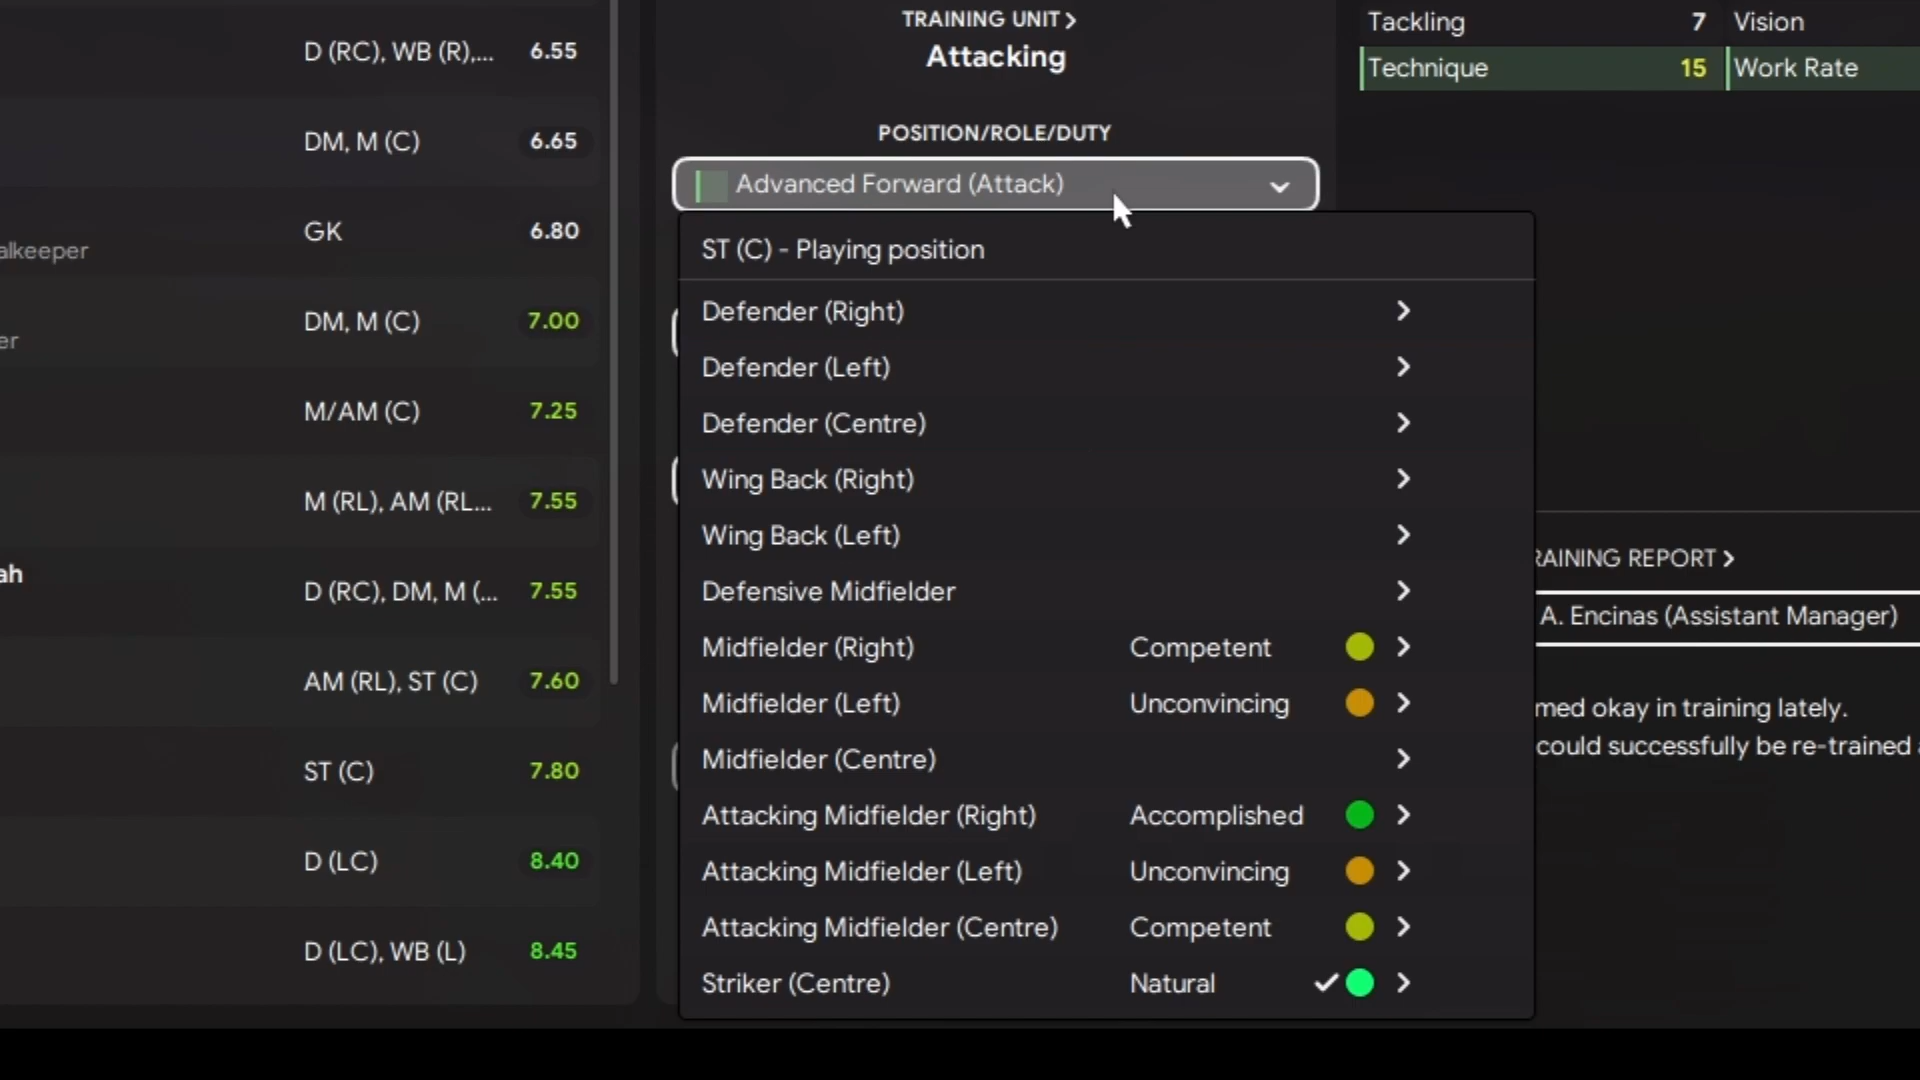 D (RC), WB (R),... 6.55
DM, M (C) 6.65
GK 6.80
alkeeper
DM, M (C) 7.00
er
M/AM (C) 7.25
M (RL), AM (RL... 7.55
ah
D (RC), DM, M (... 7.55
AM (RL), ST (C) 7.60
ST (C) 7.80
D (LC) 8.40
D (LC), WB (L) 8.45
TRAINING UNIT
Attacking
POSITION/ROLE/DUTY
Advanced Forward (Attack)
ST (C) - Playing position
Defender (Right)
Defender (Left)
Defender (Centre)
Wing Back (Right)
Wing Back (Left)
Defensive Midfielder
Midfielder (Right) Competent
Midfielder (Left) Unconvincing
Midfielder (Centre)
Attacking Midfielder (Right) Accomplished
Attacking Midfielder (Left) Unconvincing
Attacking Midfielder (Centre) Competent
Striker (Centre) Natural
Tackling 7 Vision
Technique 15 Work Rate
RAINING REPORT
A. Encinas (Assistant Manager)
med okay in training lately.
could successfully be re-trained